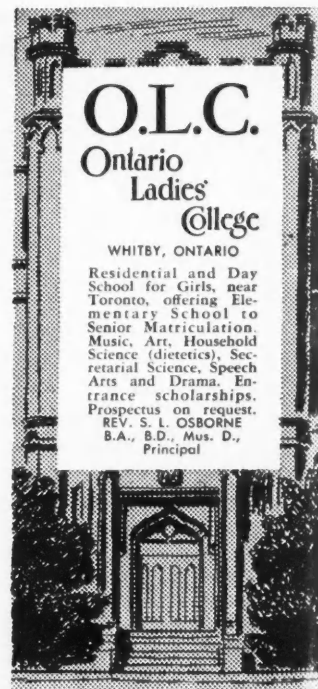 O.L.C.
Ontario
Ladies'
College
WHITBY, ONTARIO
Residential and Day
School for Girls, near
Toronto, offering Ele-
mentary School to
Senior Matriculation.
Music, Art, Household
Science (dietetics), Sec-
retarial Science, Speech
Arts and Drama. En-
trance scholarships.
Prospectus on request.
REV. S. L. OSBORNE
B.A., B.D., Mus. D.,
Principal